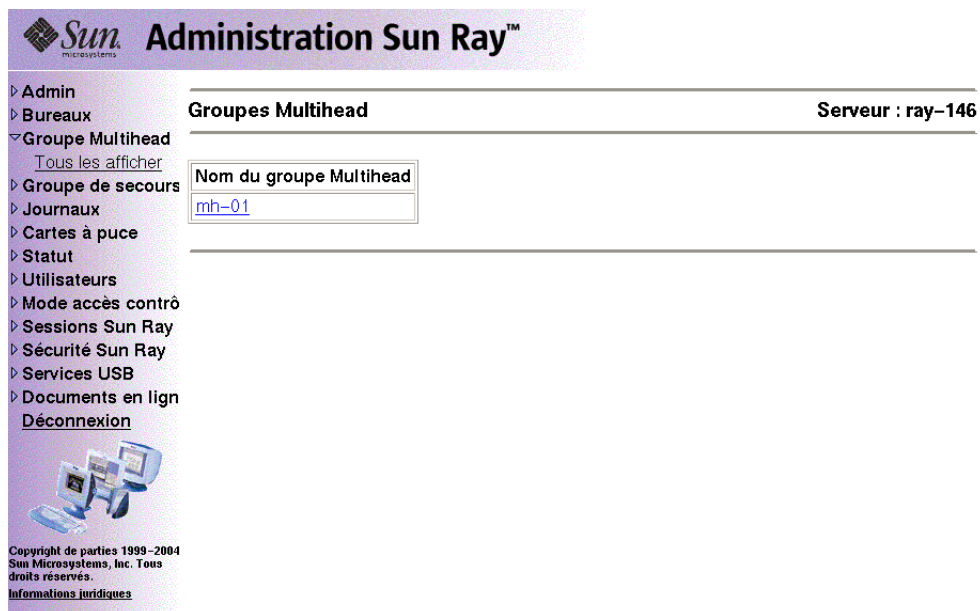 Sun
microsystems
Administration Sun Ray™
Admin
Bureaux
Groupe Multihead
Tous les afficher
Groupe de secours
Journaux
Cartes à puce
Statut
Utilisateurs
Mode accès contrô
Sessions Sun Ray
Sécurité Sun Ray
Services USB
Documents en lign
Déconnexion
Copyright de parties 1999–2004
Sun Microsystems, Inc. Tous
droits réservés.
Informations juridiques
Groupes Multihead
Serveur : ray–146
Nom du groupe Multihead
mh–01